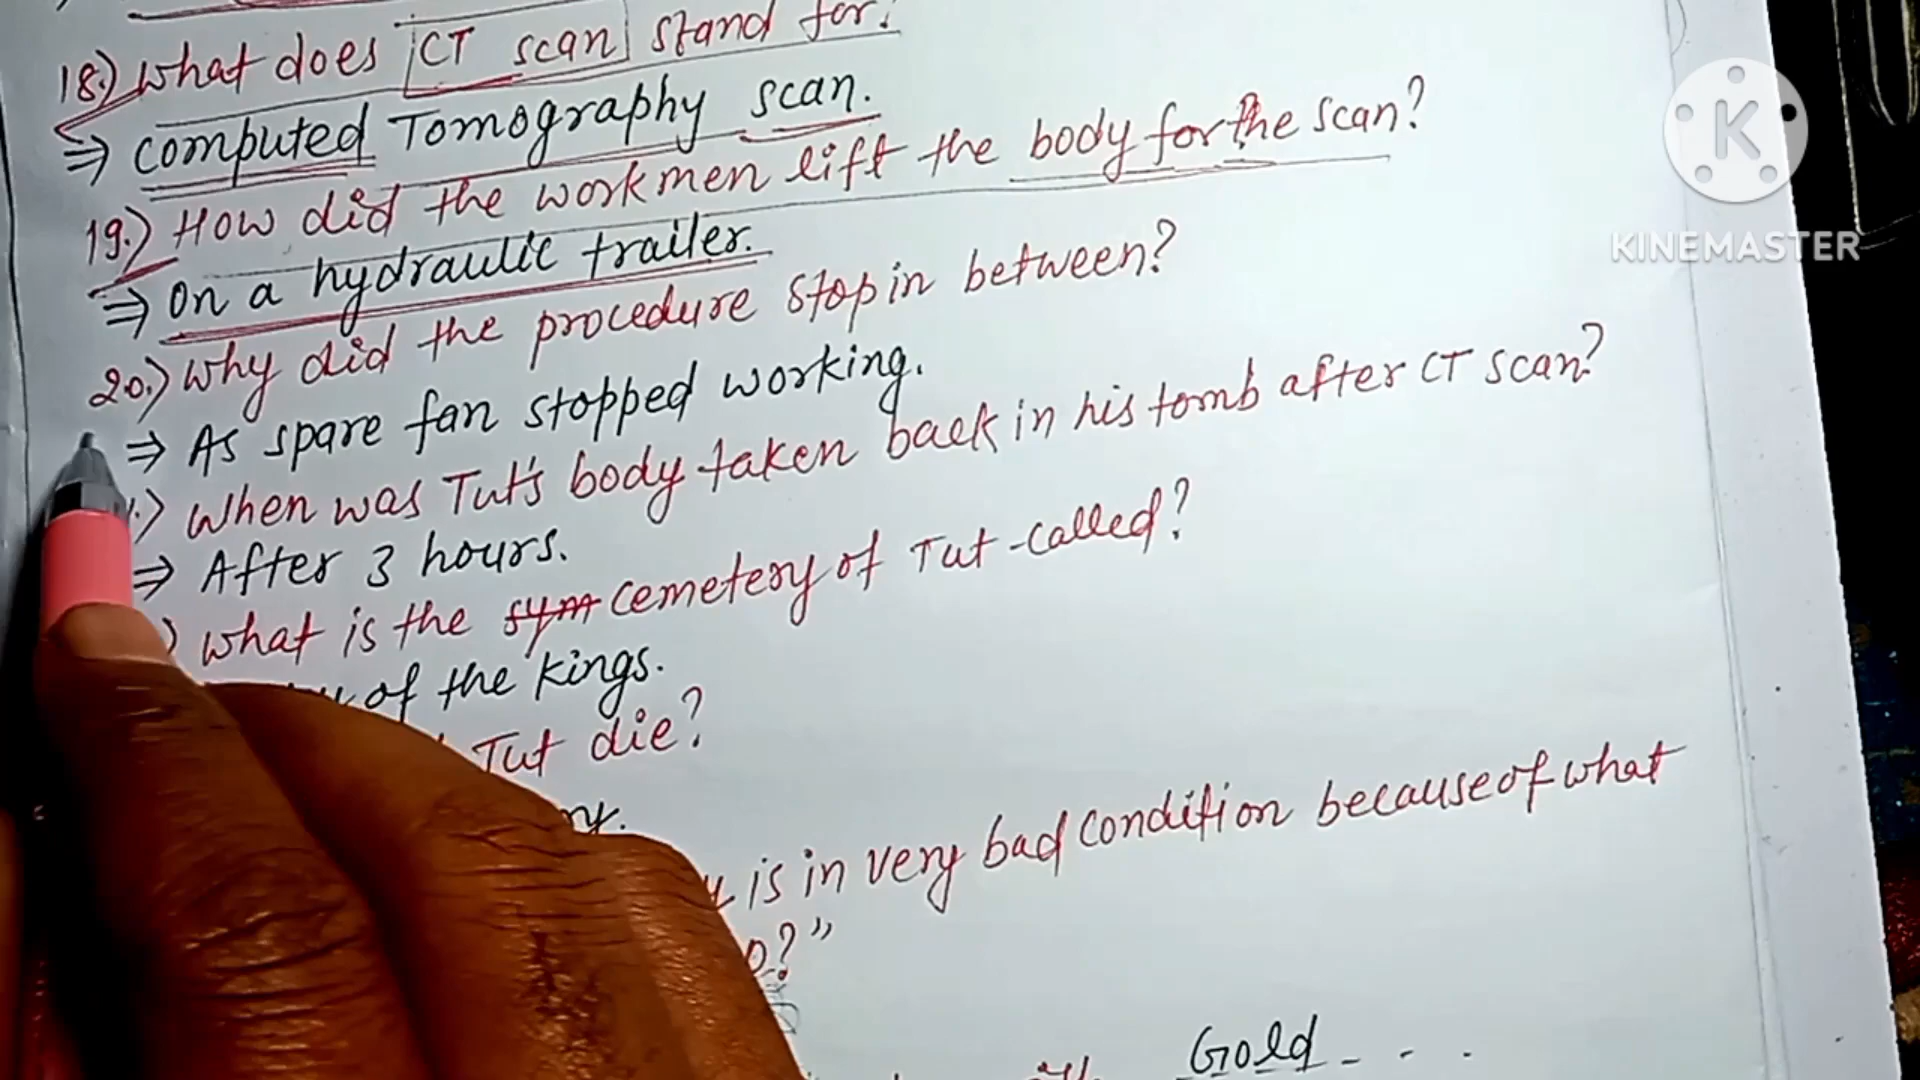 18.) What does CT scan stand for?
⇒ Computed Tomography scan.
19.) How did the workmen lift the body for the scan?
⇒ On a hydraulic trailer.
20.) Why did the procedure stop in between?
⇒ As spare fan stopped working.
.) When was Tut's body taken back in his tomb after CT scan?
⇒ After 3 hours.
) What is the sym cemetery of Tut called?
of the kings.
Tut die?
is in very bad condition because of what
?"
Gold - - .
K
KINEMASTER